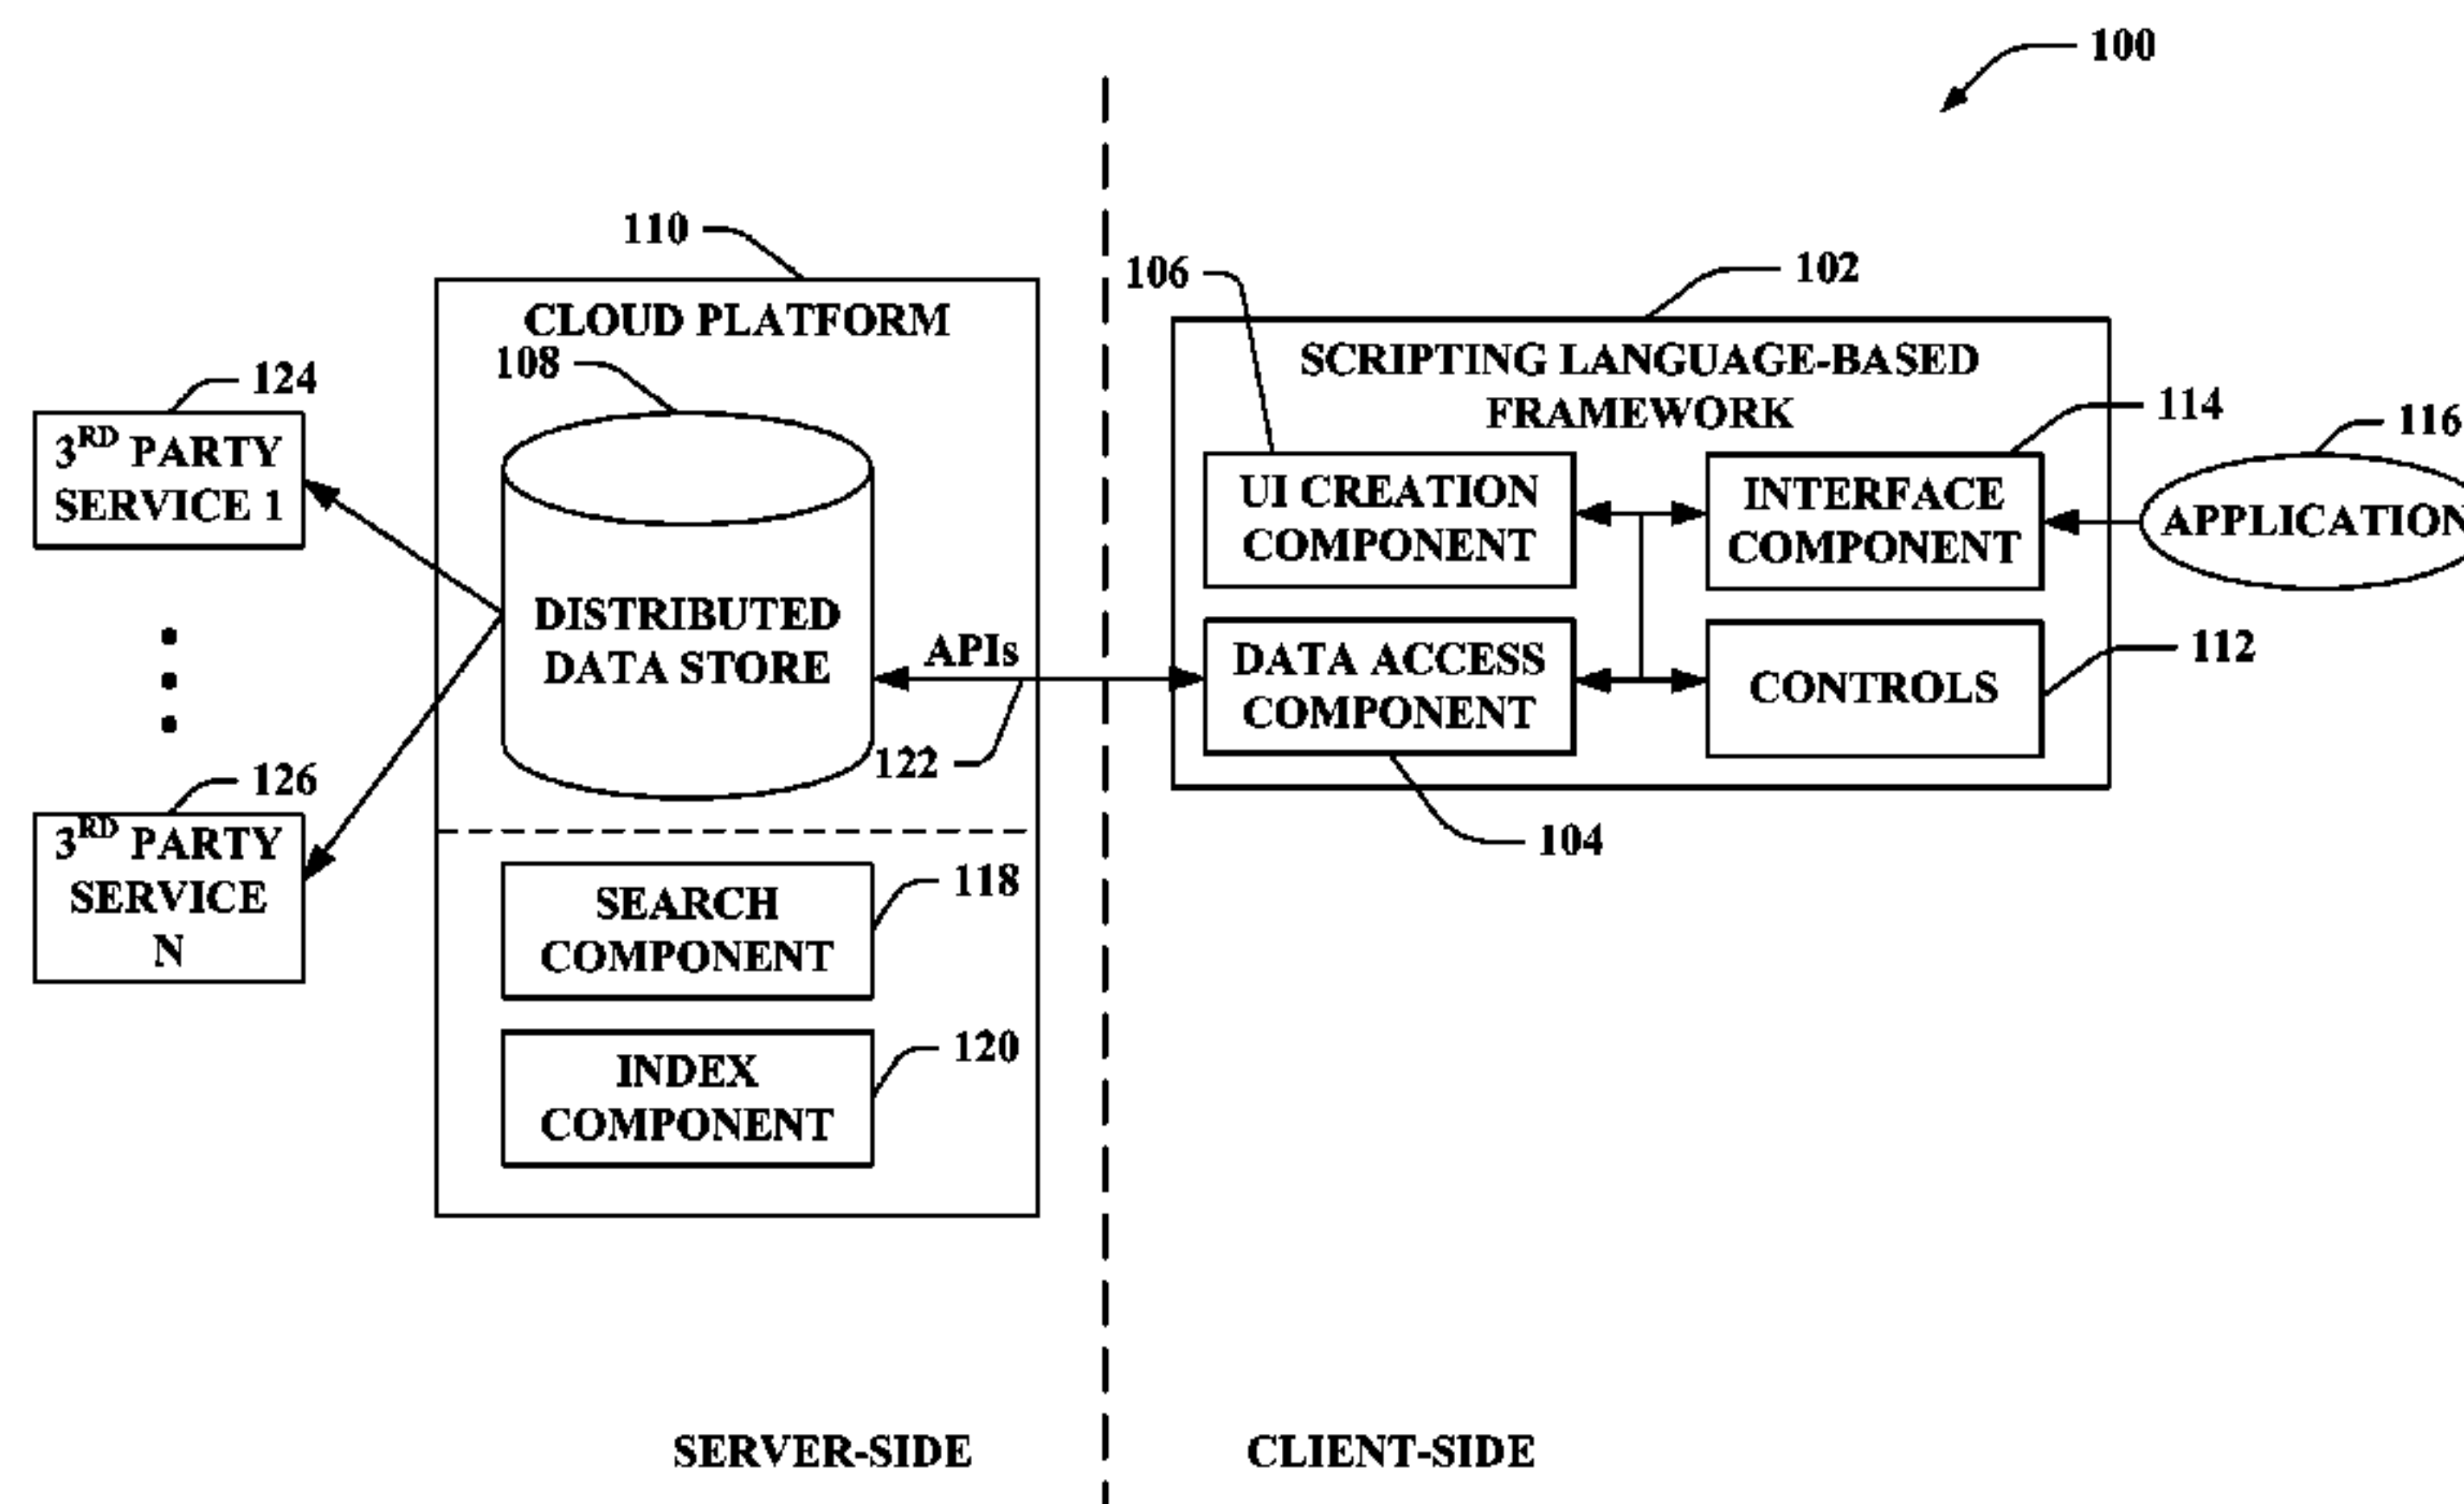 100
110
CLOUD PLATFORM
108
124
3RD PARTY
SERVICE 1
DISTRIBUTED
DATA STORE
APIs
122
126
3RD PARTY
SERVICE
N
118
SEARCH
COMPONENT
120
INDEX
COMPONENT
106
102
SCRIPTING LANGUAGE-BASED
FRAMEWORK
114
116
UI CREATION
COMPONENT
INTERFACE
COMPONENT
APPLICATION
DATA ACCESS
COMPONENT
CONTROLS
112
104
SERVER-SIDE
CLIENT-SIDE